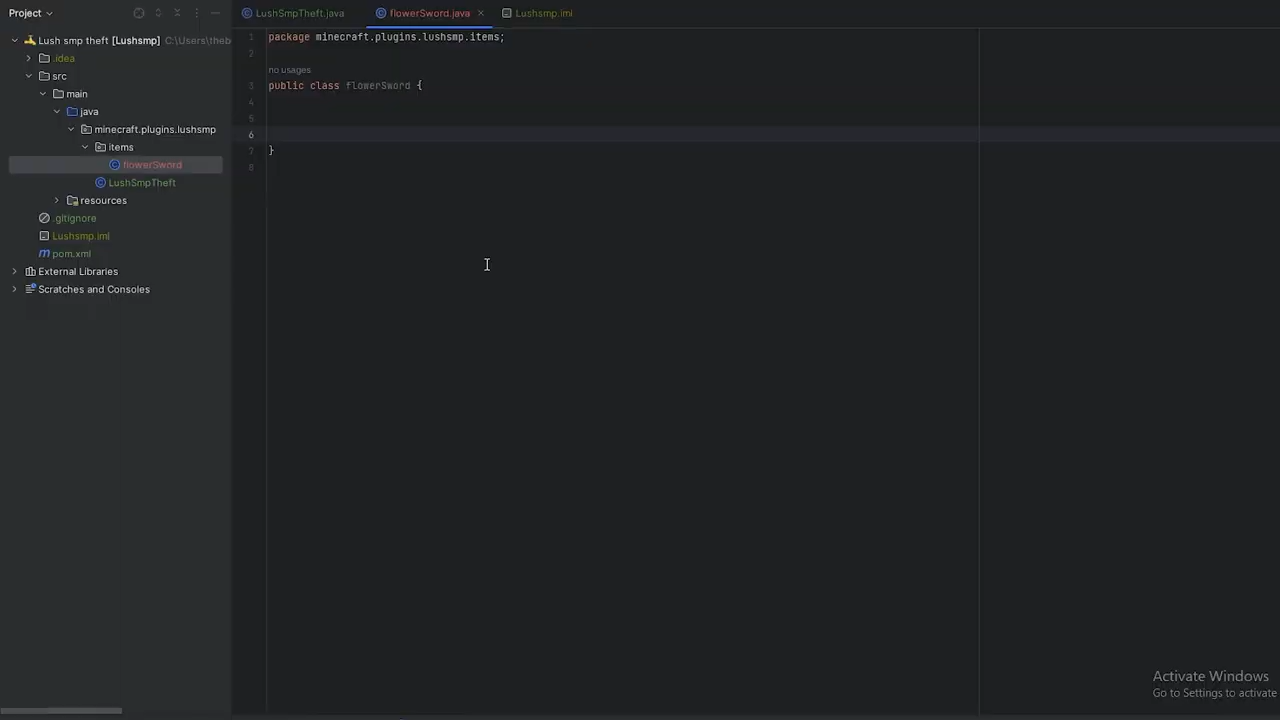 Project
LushSmpTheft.java
flowerSword.java
Lushsmp.iml
Lush smp theft [Lushsmp] C:\Users\theb
.idea
src
main
java
minecraft.plugins.lushsmp
items
flowerSword
LushSmpTheft
resources
.gitignore
Lushsmp.iml
m pom.xml
External Libraries
Scratches and Consoles
1 package minecraft.plugins.lushsmp.items;
2
no usages
3 public class flowerSword {
4
5
6
7 }
8
Activate Windows
Go to Settings to activate